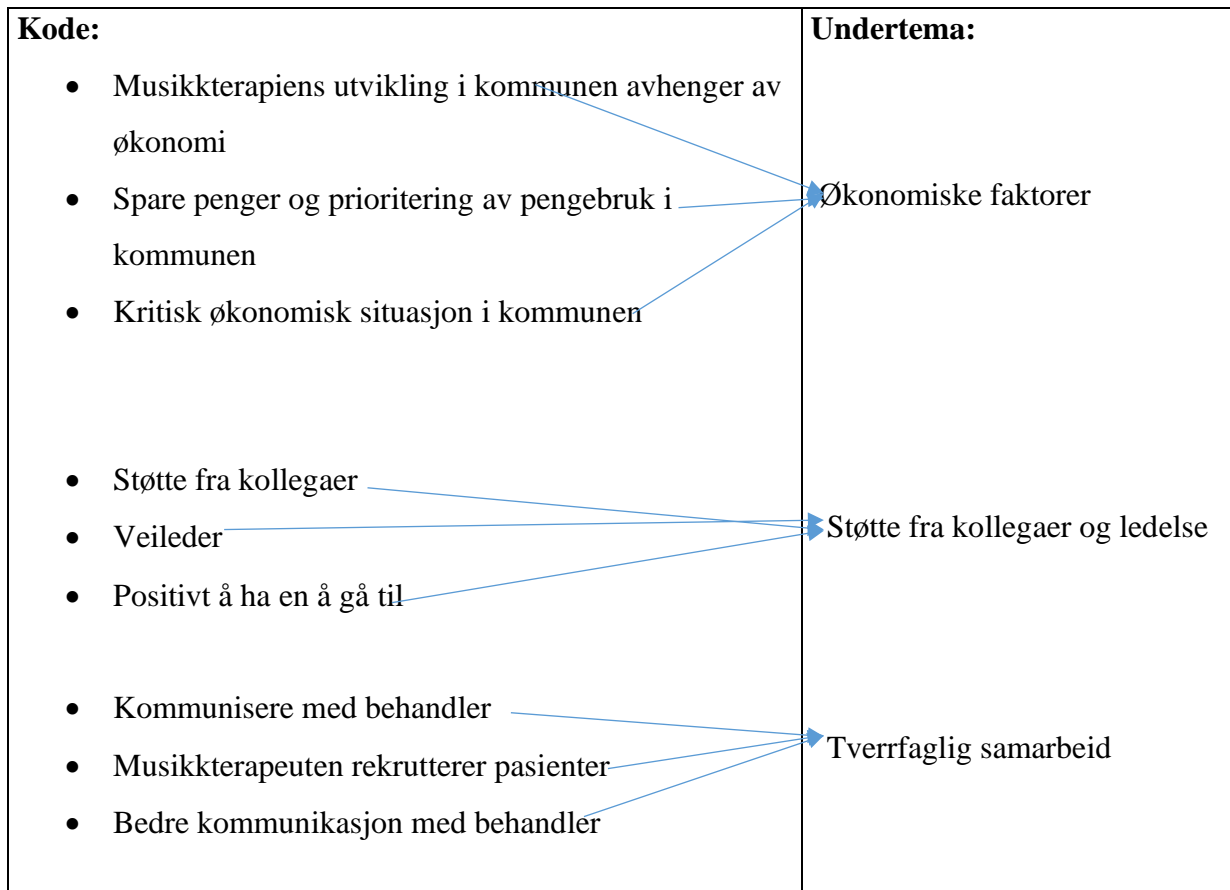 Kode:
• Musikkterapiens utvikling i kommunen avhenger av
økonomi
• Spare penger og prioritering av pengebruk i
kommunen
• Kritisk økonomisk situasjon i kommunen
• Støtte fra kollegaer
• Veileder
• Positivt å ha en å gå til
• Kommunisere med behandler
• Musikkterapeuten rekrutterer pasienter
• Bedre kommunikasjon med behandler
Undertema:
Økonomiske faktorer
Støtte fra kollegaer og ledelse
Tverrfaglig samarbeid